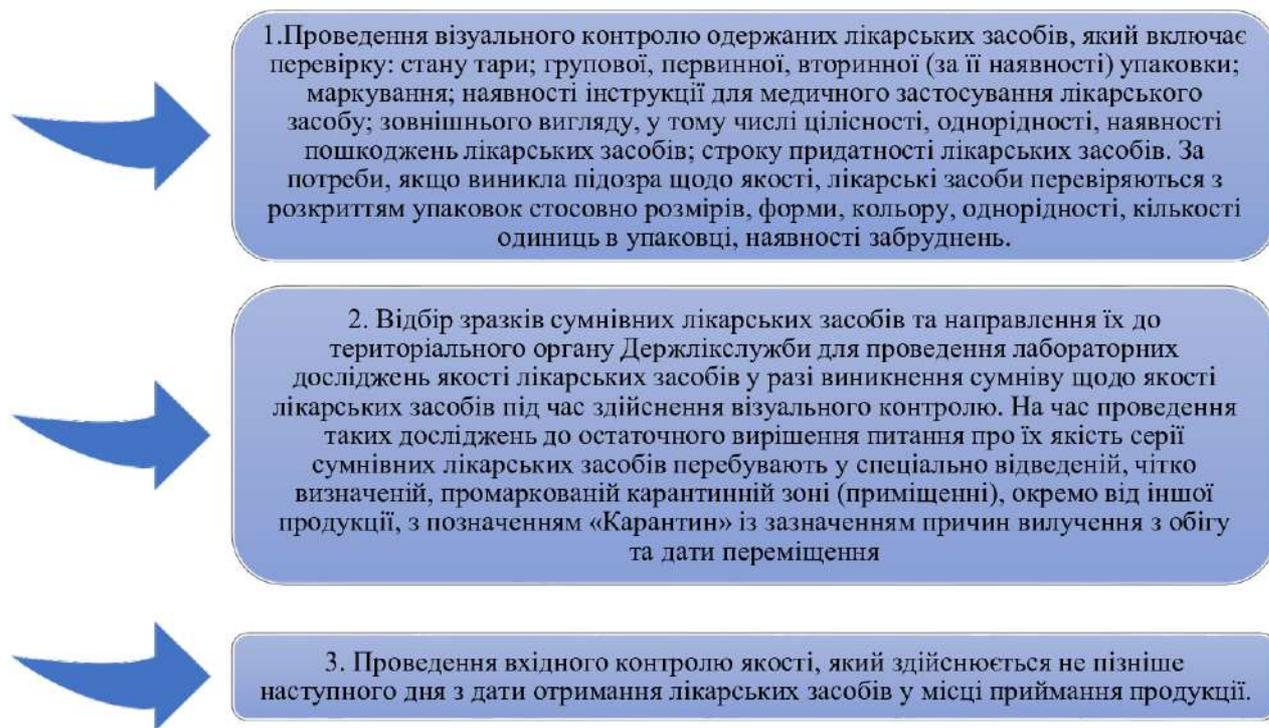 1.Проведення візуального контролю одержаних лікарських засобів, який включає
перевірку: стану тари; групової, первинної, вторинної (за її наявності) упаковки;
маркування; наявності інструкції для медичного застосування лікарського
засобу; зовнішнього вигляду, у тому числі цілісності, однорідності, наявності
пошкоджень лікарських засобів; строку придатності лікарських засобів. За
потреби, якщо виникла підозра щодо якості, лікарські засоби перевіряються з
розкриттям упаковок стосовно розмірів, форми, кольору, однорідності, кількості
одиниць в упаковці, наявності забруднень.
2. Відбір зразків сумнівних лікарських засобів та направлення їх до
територіального органу Держлікслужби для проведення лабораторних
досліджень якості лікарських засобів у разі виникнення сумніву щодо якості
лікарських засобів під час здійснення візуального контролю. На час проведення
таких досліджень до остаточного вирішення питання про їх якість серії
сумнівних лікарських засобів перебувають у спеціально відведеній, чітко
визначеній, промаркованій карантинній зоні (приміщенні), окремо від іншої
продукції, з позначенням «Карантин» із зазначенням причин вилучення з обігу
та дати переміщення
3. Проведення вхідного контролю якості, який здійснюється не пізніше
наступного дня з дати отримання лікарських засобів у місці приймання продукції.